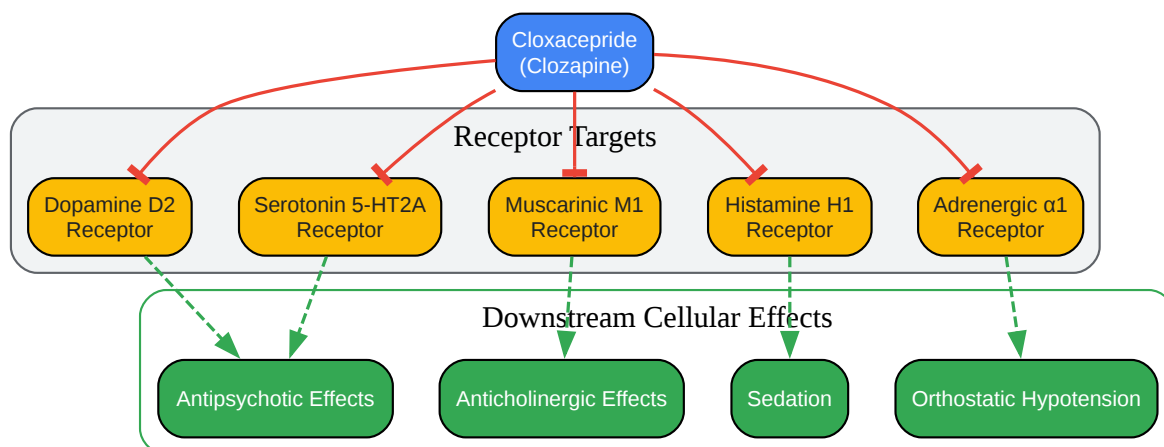 Cloxacepride
(Clozapine)
Receptor Targets
Dopamine D2
Receptor
Serotonin 5-HT2A
Receptor
Muscarinic M1
Receptor
Histamine H1
Receptor
Adrenergic α1
Receptor
Downstream Cellular Effects
Antipsychotic Effects
Anticholinergic Effects
Sedation
Orthostatic Hypotension